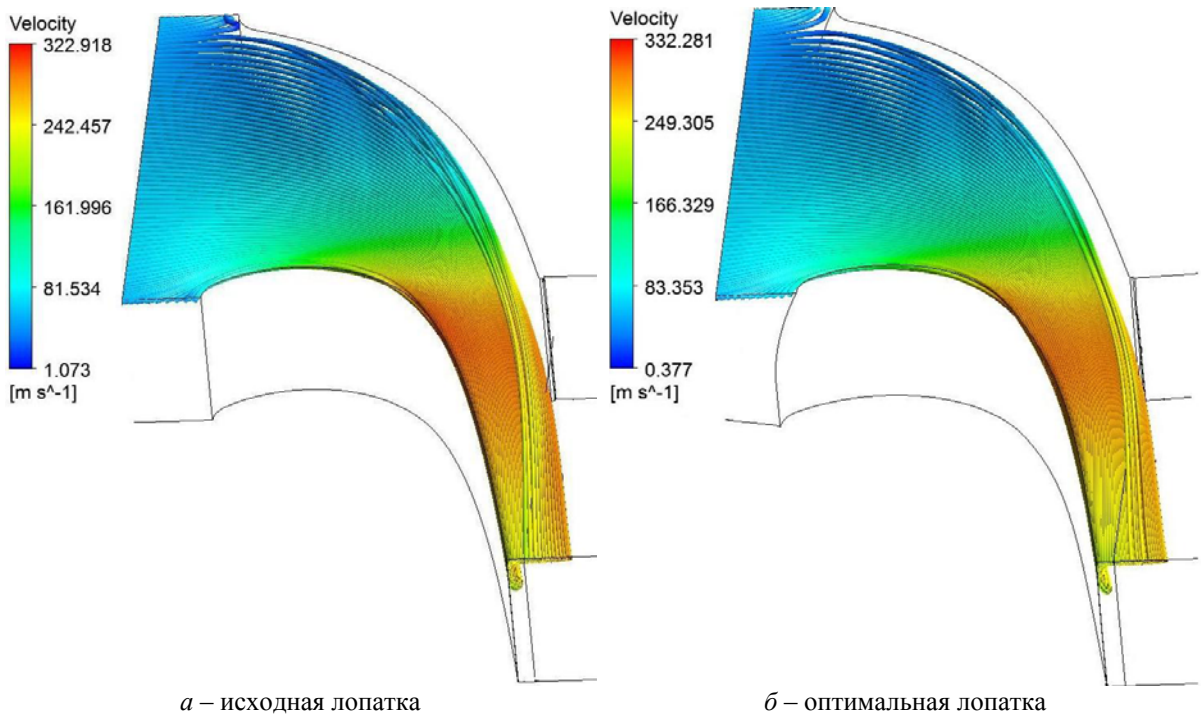 Velocity
322.918
242.457
161.996
81.534
1.073
[m s^-1]
а – исходная лопатка
Velocity
332.281
249.305
166.329
83.353
0.377
[m s^-1]
б – оптимальная лопатка